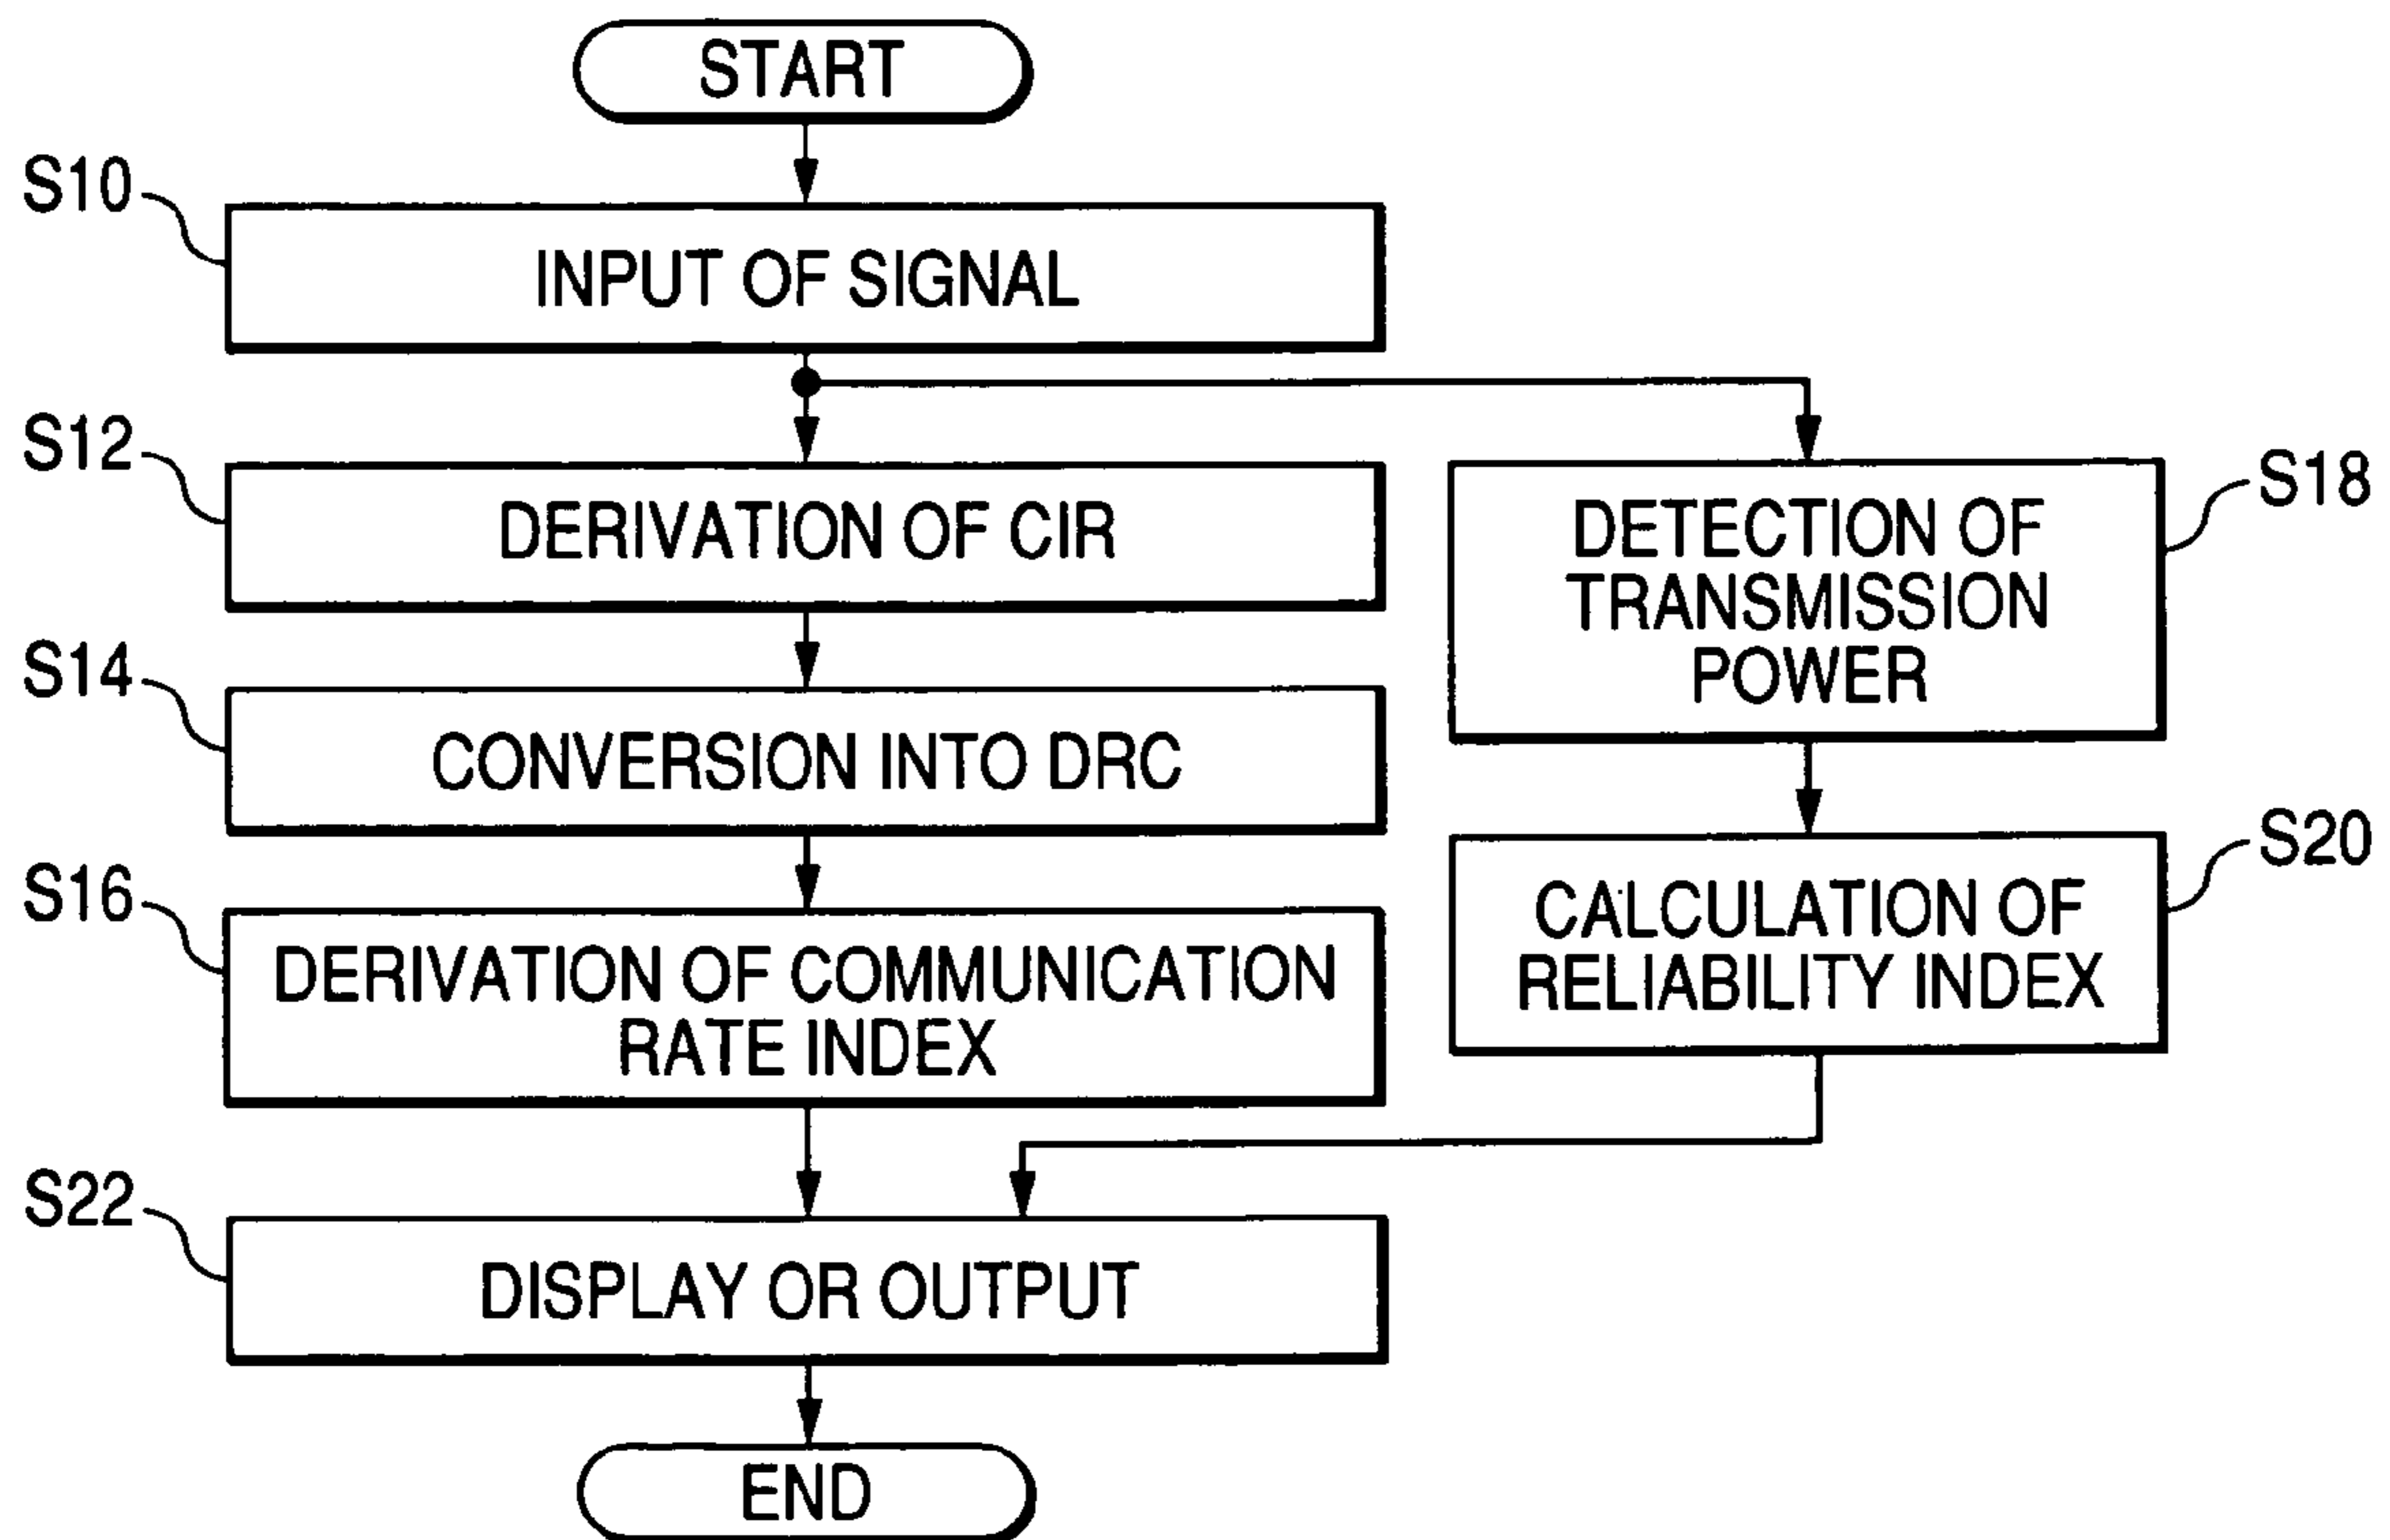 START
S10
INPUT OF SIGNAL
S12
DERIVATION OF CIR
S14
CONVERSION INTO DRC
S16
DERIVATION OF COMMUNICATION
RATE INDEX
S18
DETECTION OF
TRANSMISSION
POWER
S20
CALCULATION OF
RELIABILITY INDEX
S22
DISPLAY OR OUTPUT
END